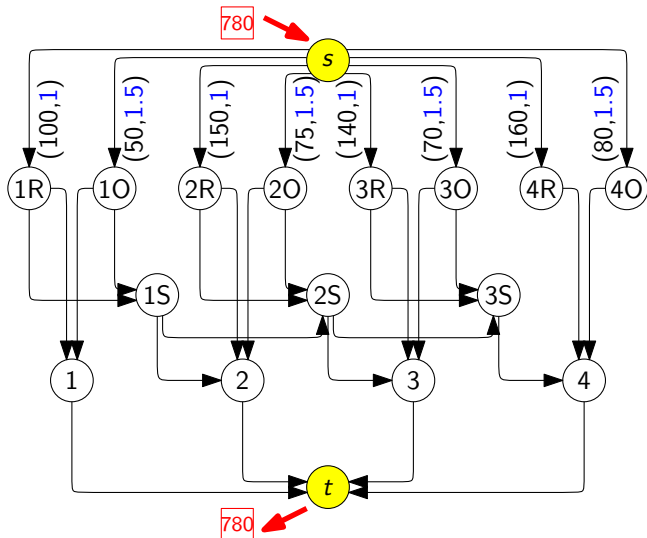 780
s
(100,1)
(50,1.5)
(150,1)
(75,1.5)
(140,1)
(70,1.5)
(160,1)
(80,1.5)
1R
1O
2R
2O
3R
3O
4R
4O
1S
2S
3S
1
2
3
4
t
780